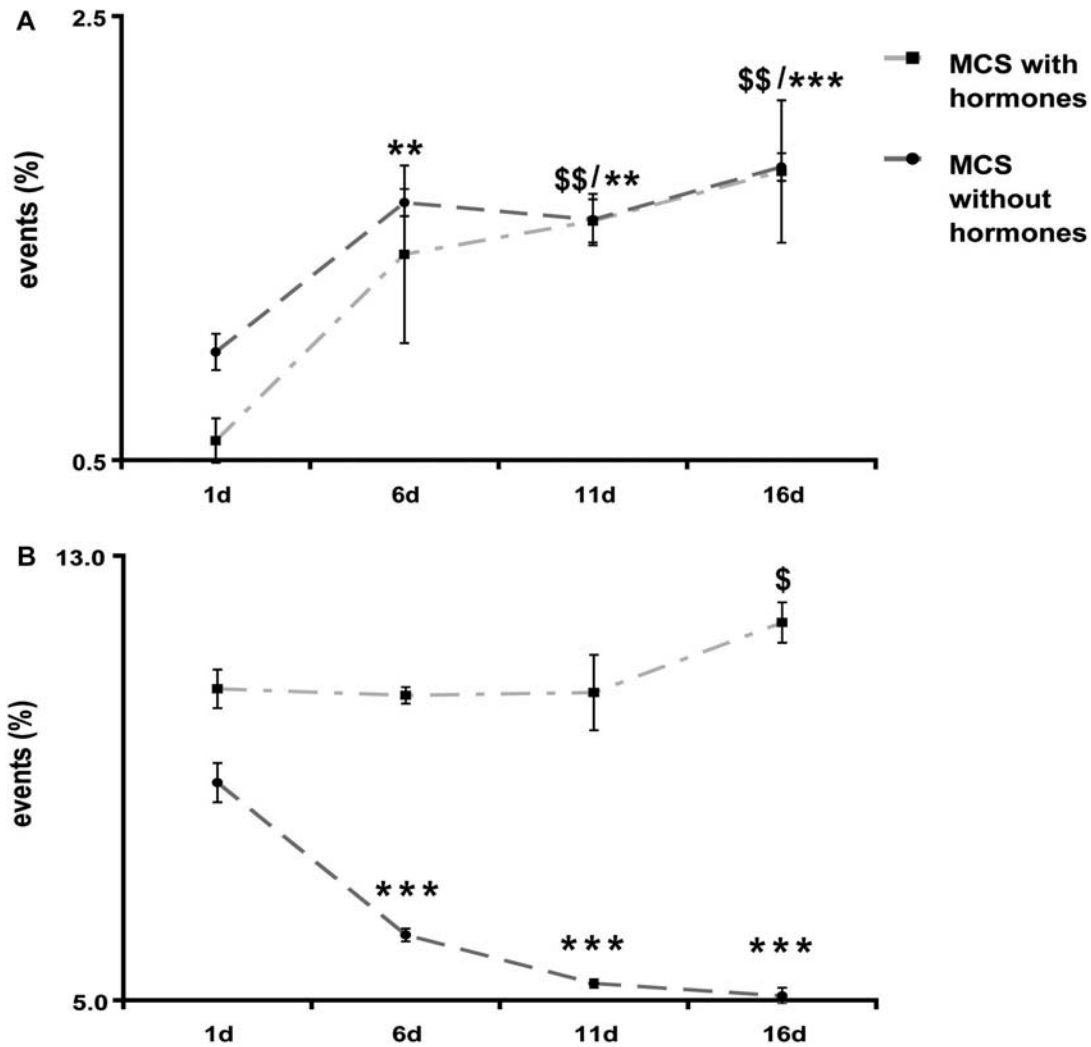 A
2.5
events (%)
0.5
**
$$/**
$$/***
1d 6d 11d 16d
MCS with
hormones
MCS
without
hormones
B
13.0
events (%)
5.0
$
***
***
***
1d 6d 11d 16d